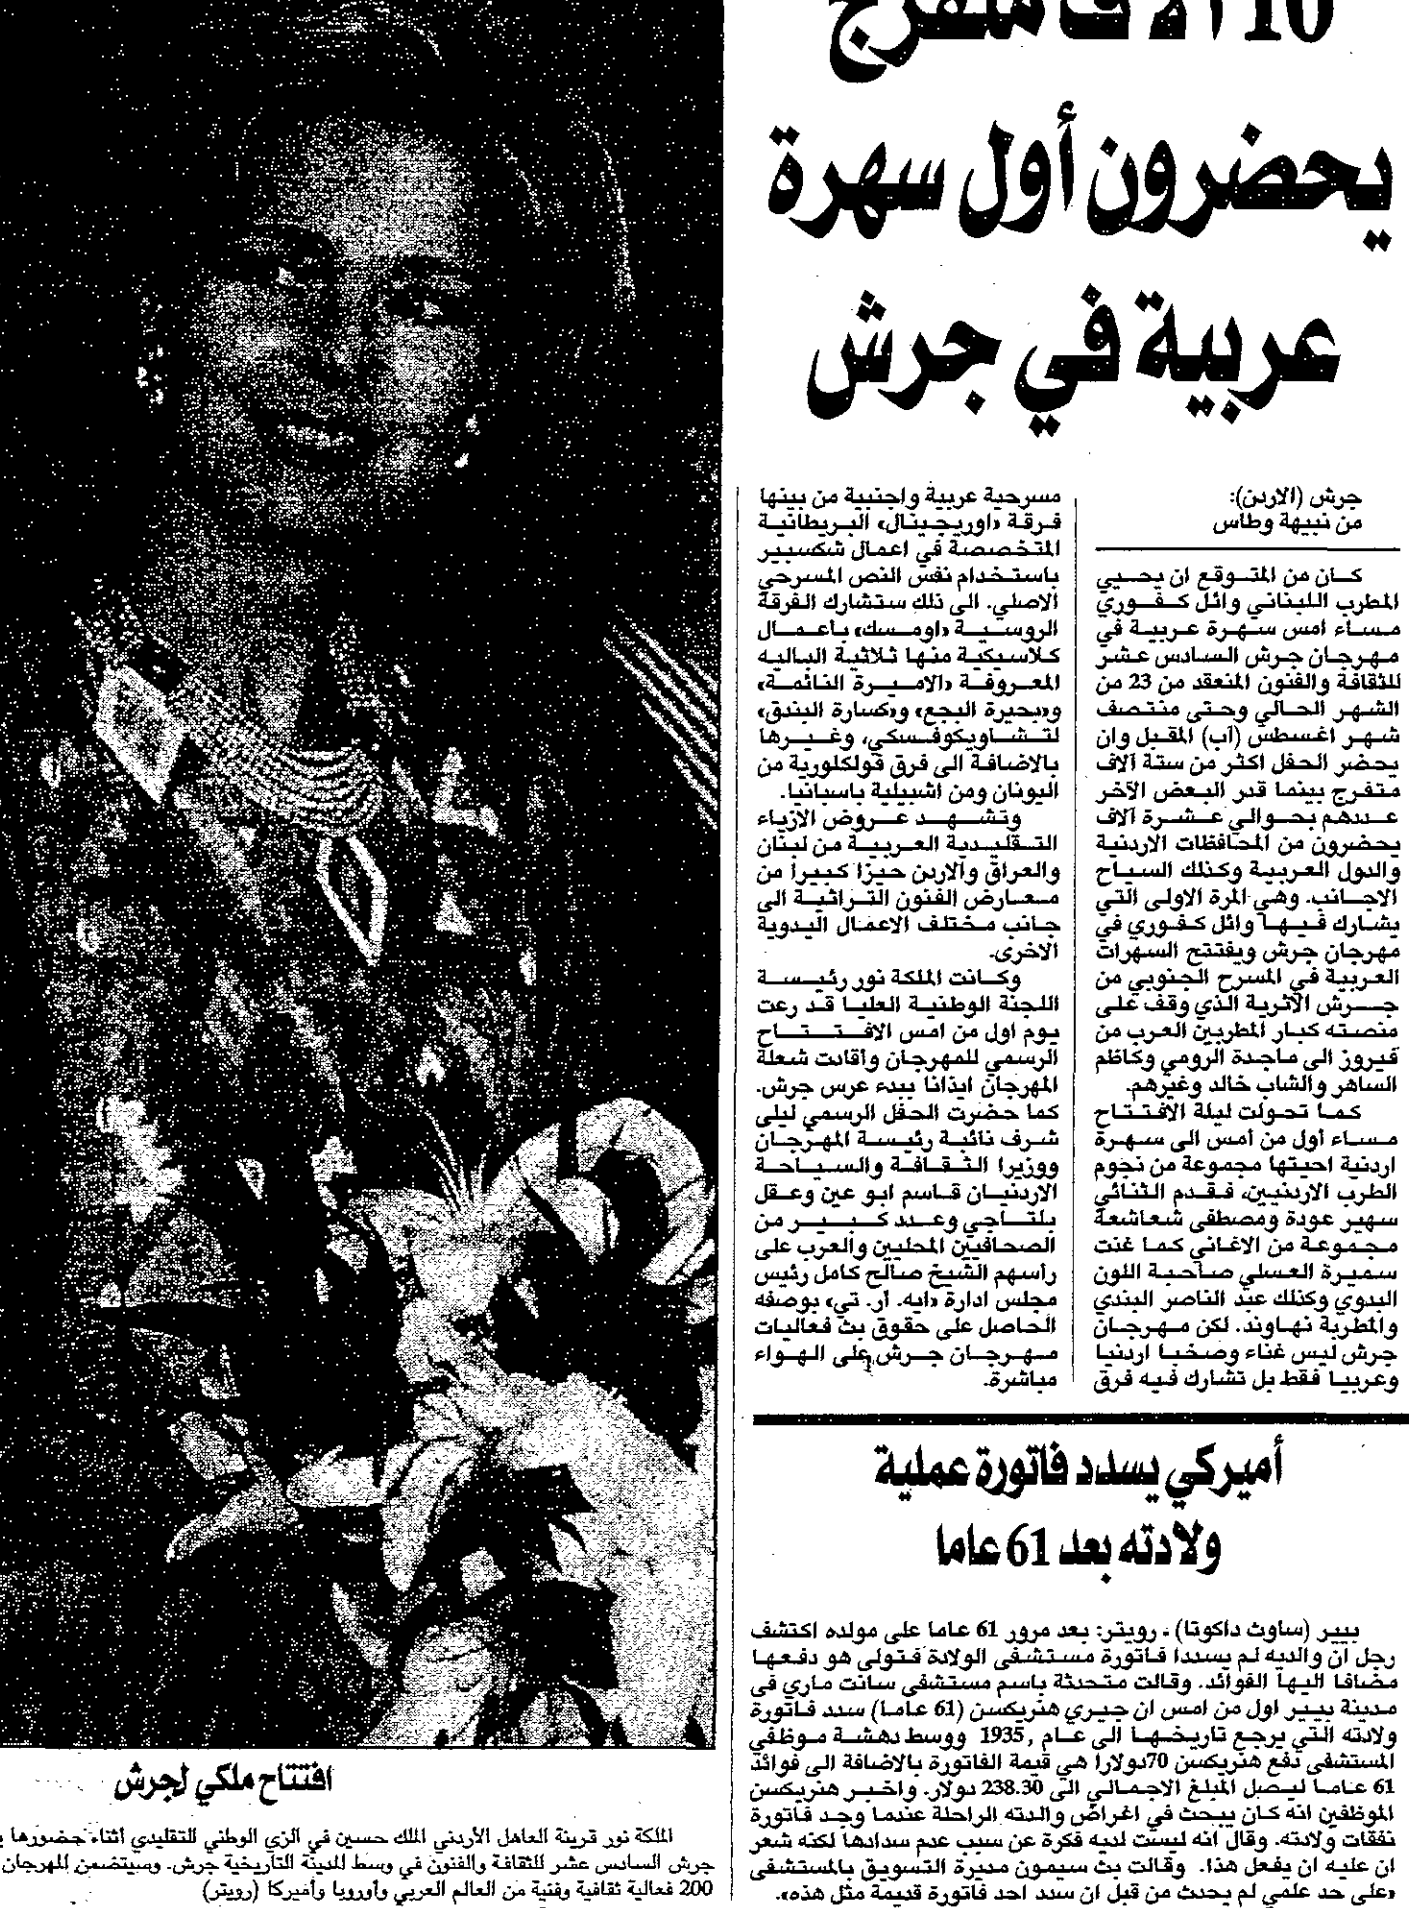 10 آلاف متفرج
يحضرون أول سهرة
عربية في جرش
جرش (الاردن):
من نبيهة وطاس
كـان من المتـوقع ان يحـيي
المطرب اللبناني وائل كـفـوري
مساء أمس سهرة عربية في
مهرجان جرش السادس عشر
للثقافة والفنون المنعقد من 23 من
الشهر الحالي وحتى منتصف
شهر اغسطس (آب) المقبل وان
يحضر الحفل اكثر من ستة آلاف
متفرج بينما قدر البعض الآخر
عددهم بحوالي عشرة آلاف
يحضرون من المحافظات الاردنية
والدول العربية وكذلك السياح
الاجانب. وهي المرة الاولى التي
يشارك فيها وائل كفوري في
مهرجان جرش ويفتتح السهرات
العربية في المسرح الجنوبي من
جرش الاثرية الذي وقف على
منصته كبار المطربين العرب من
فيروز الى ماجدة الرومي وكاظم
الساهر والشاب خالد وغيرهم.
كما تحولت ليلة الافتتاح
مساء أول من أمس الى سهرة
اردنية احيتها مجموعة من نجوم
الطرب الاردنيين، فقدم الثنائي
سهير عودة ومصطفى شعاشعة
مجموعة من الاغاني كما غنت
سميرة العسلي صاحبة اللون
البدوي وكذلك عبد الناصر البندي
والمطربة نهاوند. لكن مهرجان
جرش ليس غناء وصخبا اردنيا
وعربيا فقط بل تشارك فيه فرق
مسرحية عربية واجنبية من بينها
فرقة «اوريجينال» البريطانية
المتخصصة في اعمال شكسبير
باستخدام نفس النص المسرحي
الاصلي. الى ذلك ستشارك الفرقة
الروسية «اومسك» بأعمال
كلاسيكية منها ثلاثية الباليه
المعروفة «الاميرة النائمة»
و«بحيرة البجع» و«كسارة البندق»
لتشاويكوفسكي، وغيرها
بالاضافة الى فرق فولكلورية من
اليونان ومن اشبيلية باسبانيا.
وتشهد عروض الازياء
التقليدية العربية من لبنان
والعراق والاردن حيزا كبيرا من
معارض الفنون التراثية الى
جانب مختلف الاعمال اليدوية
الاخرى.
وكانت الملكة نور رئيسة
اللجنة الوطنية العليا قد رعت
يوم اول من امس الافتتاح
الرسمي للمهرجان وأقادت شعلة
المهرجان ايذانا ببدء عرس جرش.
كما حضرت الحفل الرسمي ليلى
شرف نائبة رئيسة المهرجان
ووزيرا الثقافة والسياحة
الاردنيان قاسم ابو عين وعقل
بلتاجي وعدد كبير من
الصحافيين المحليين والعرب على
رأسهم الشيخ صالح كامل رئيس
مجلس ادارة «ايه. آر. تي» بوصفه
الحاصل على حقوق بث فعاليات
مهرجان جرش على الهواء
مباشرة.
أميركي يسدد فاتورة عملية
ولادته بعد 61 عاما
بيير (ساوث داكوتا) ـ رويتر: بعد مرور 61 عاما على مولده اكتشف
رجل ان والديه لم يسددا فاتورة مستشفى الولادة فتولى هو دفعها
مضافا اليها الفوائد. وقالت متحدثة باسم مستشفى سانت ماري في
مدينة بيير اول من امس ان جيري هنريكسن (61 عاما) سدد فاتورة
ولادته التي يرجع تاريخها الى عام 1935, ووسط دهشة موظفي
المستشفى دفع هنريكسن 70دولارا هي قيمة الفاتورة بالاضافة الى فوائد
61 عاما ليصبل المبلغ الاجمالي الى 238.30 دولار. واخبر هنريكسن
الموظفين انه كان يبحث في اغراض والدته الراحلة عندما وجد فاتورة
نفقات ولادته. وقال انه ليست لديه فكرة عن سبب عدم سدادها لكنه شعر
ان عليه ان يفعل هذا. وقالت بث سيمون مديرة التسويق بالمستشفى
«على حد علمي لم يحدث من قبل ان سدد احد فاتورة قديمة مثل هذه».
افتتاح ملكي لجرش
الملكة نور قرينة العاهل الأردني الملك حسين في الزي الوطني التقليدي اثناء حضورها
جرش السادس عشر للثقافة والفنون في وسط المدينة التاريخية جرش. وسيتضمن المهرجان
200 فعالية ثقافية وفنية من العالم العربي وأوروبا وأميركا (رويتر)